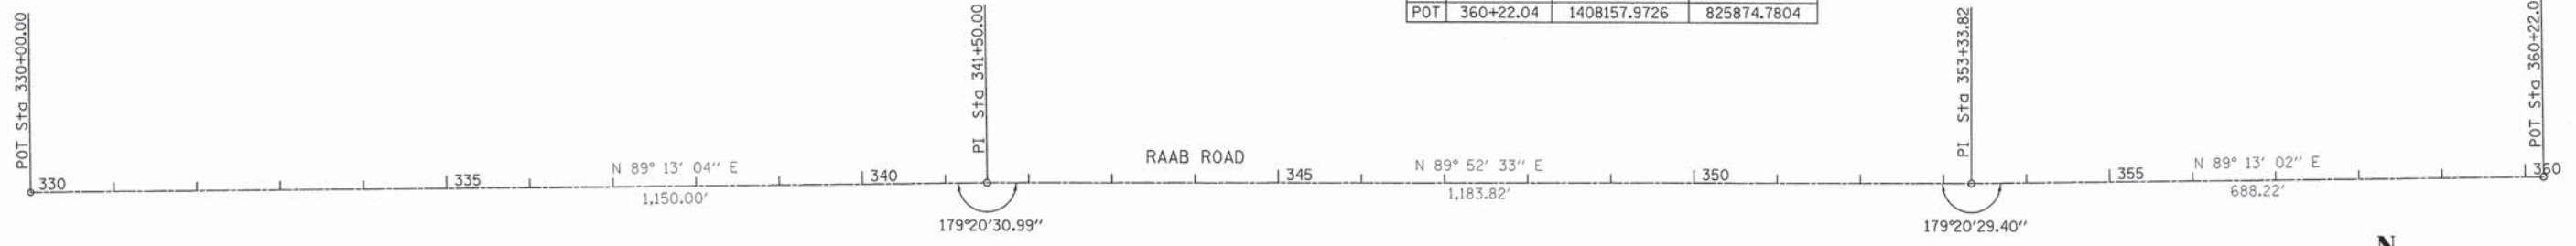 POT 360+22.04 1408157.9726 825874.7804
POT Sta 330+00.00
PI Sta 341+50.00
PI Sta 353+33.82
POT Sta 360+22.0
RAAB ROAD
N 89° 13' 04" E
N 89° 52' 33" E
N 89° 13' 02" E
330 335 340 345 350 355 360
1,150.00' 1,183.82' 688.22'
179°20'30.99" 179°20'29.40"
N